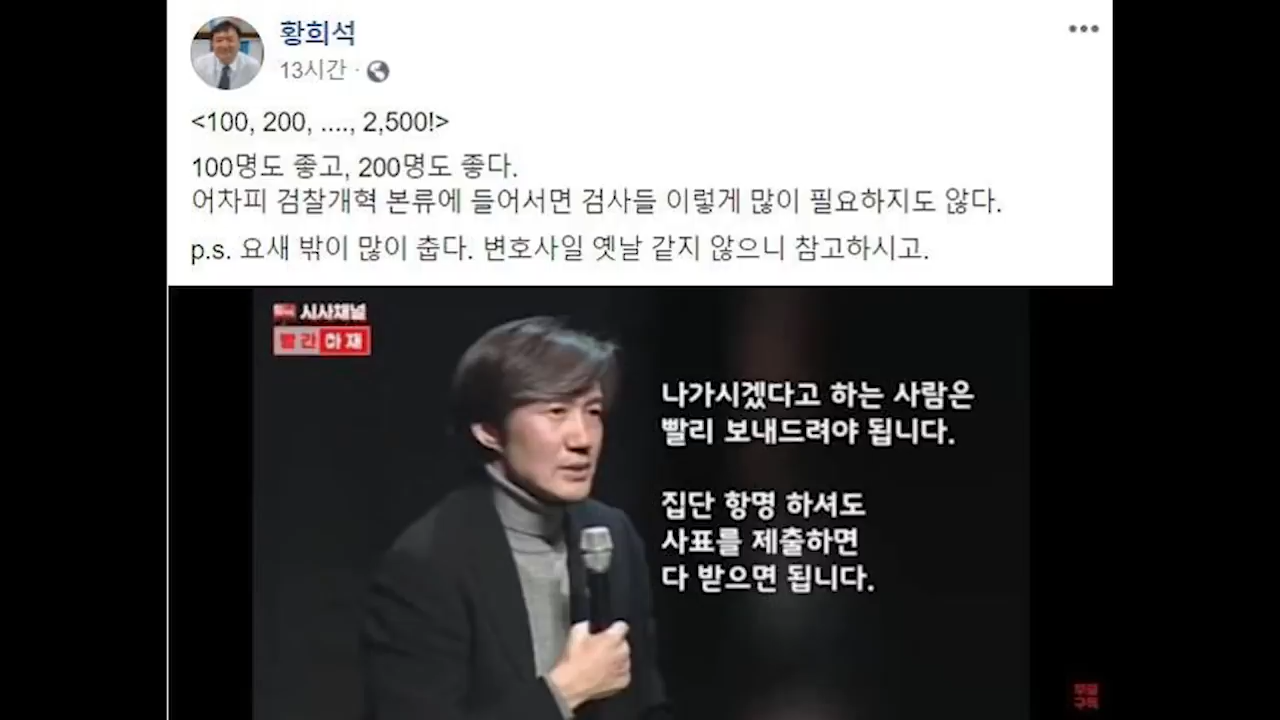 황희석
13시간 ·
<100, 200, ...., 2,500!>
100명도 좋고, 200명도 좋다.
어차피 검찰개혁 본류에 들어서면 검사들 이렇게 많이 필요하지도 않다.
p.s. 요새 밖이 많이 춥다. 변호사일 옛날 같지 않으니 참고하시고.
시사채널
빨간아재
나가시겠다고 하는 사람은
빨리 보내드려야 됩니다.
집단 항명 하셔도
사표를 제출하면
다 받으면 됩니다.
구독